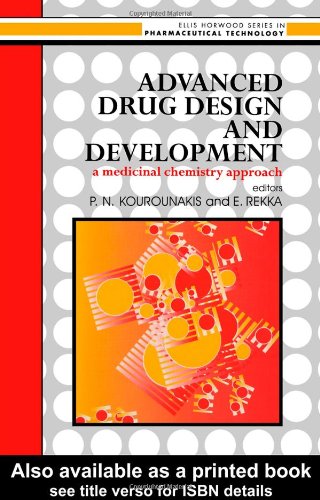 ELLIS HORWOOD SERIES IN
PHARMACEUTICAL TECHNOLOGY
ADVANCED
DRUG DESIGN
AND
DEVELOPMENT
a medicinal chemistry approach
editors
P. N. KOUROUNAKIS and E. REKKA
Also available as a printed book
see title verso for ISBN details